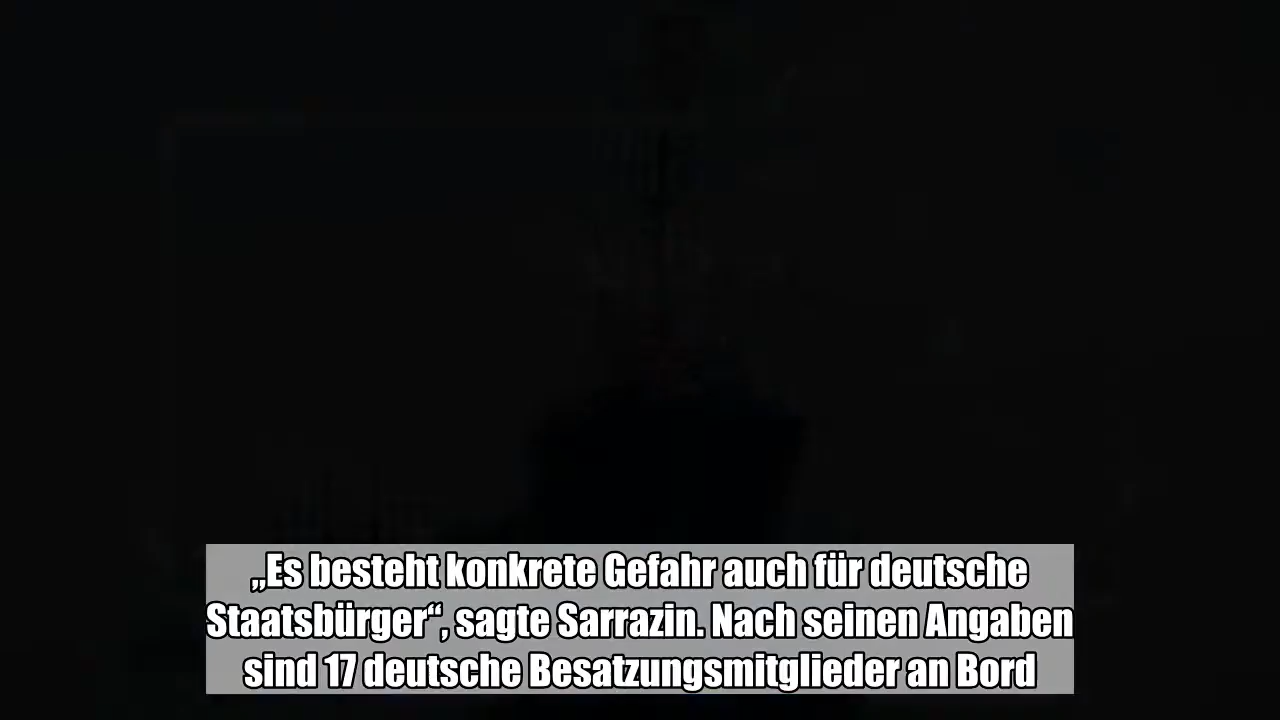 „Es besteht konkrete Gefahr auch für deutsche
Staatsbürger“, sagte Sarrazin. Nach seinen Angaben
sind 17 deutsche Besatzungsmitglieder an Bord